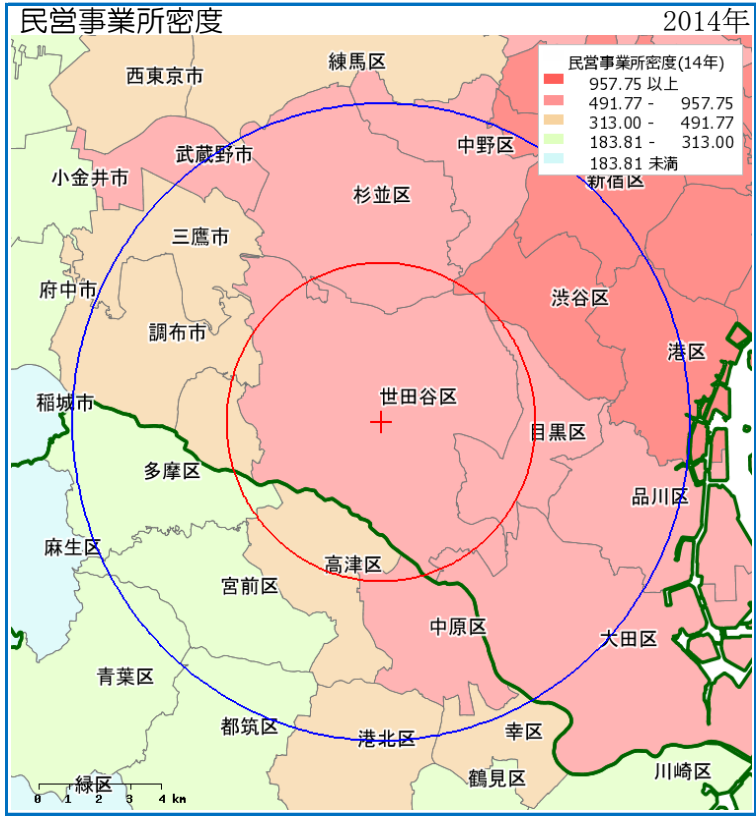 民営事業所密度
2014年
民営事業所密度(14年)
957.75 以上
491.77 - 957.75
313.00 - 491.77
183.81 - 313.00
183.81 未満
練馬区
西東京市
中野区
武蔵野市
小金井市
新宿区
杉並区
三鷹市
府中市
渋谷区
調布市
港区
世田谷区
稲城市
目黒区
多摩区
品川区
麻生区
高津区
宮前区
中原区
大田区
青葉区
都筑区
港北区
幸区
鶴見区
川崎区
緑区
0 1 2 3 4 km